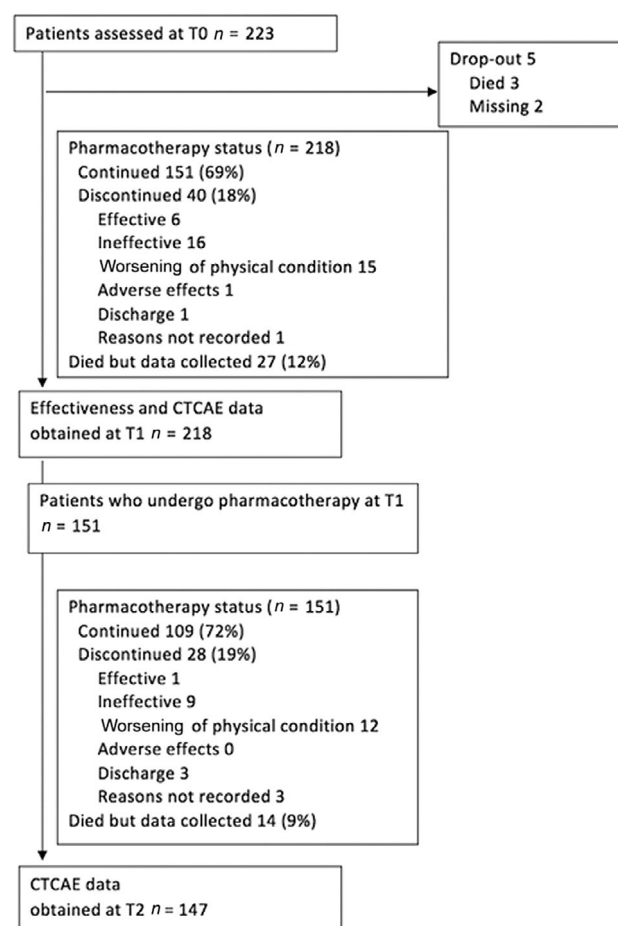 Patients assessed at T0 n = 223
Drop-out 5
Died 3
Missing 2
Pharmacotherapy status (n = 218)
Continued 151 (69%)
Discontinued 40 (18%)
Effective 6
Ineffective 16
Worsening of physical condition 15
Adverse effects 1
Discharge 1
Reasons not recorded 1
Died but data collected 27 (12%)
Effectiveness and CTCAE data
obtained at T1 n = 218
Patients who undergo pharmacotherapy at T1
n = 151
Pharmacotherapy status (n = 151)
Continued 109 (72%)
Discontinued 28 (19%)
Effective 1
Ineffective 9
Worsening of physical condition 12
Adverse effects 0
Discharge 3
Reasons not recorded 3
Died but data collected 14 (9%)
CTCAE data
obtained at T2 n = 147